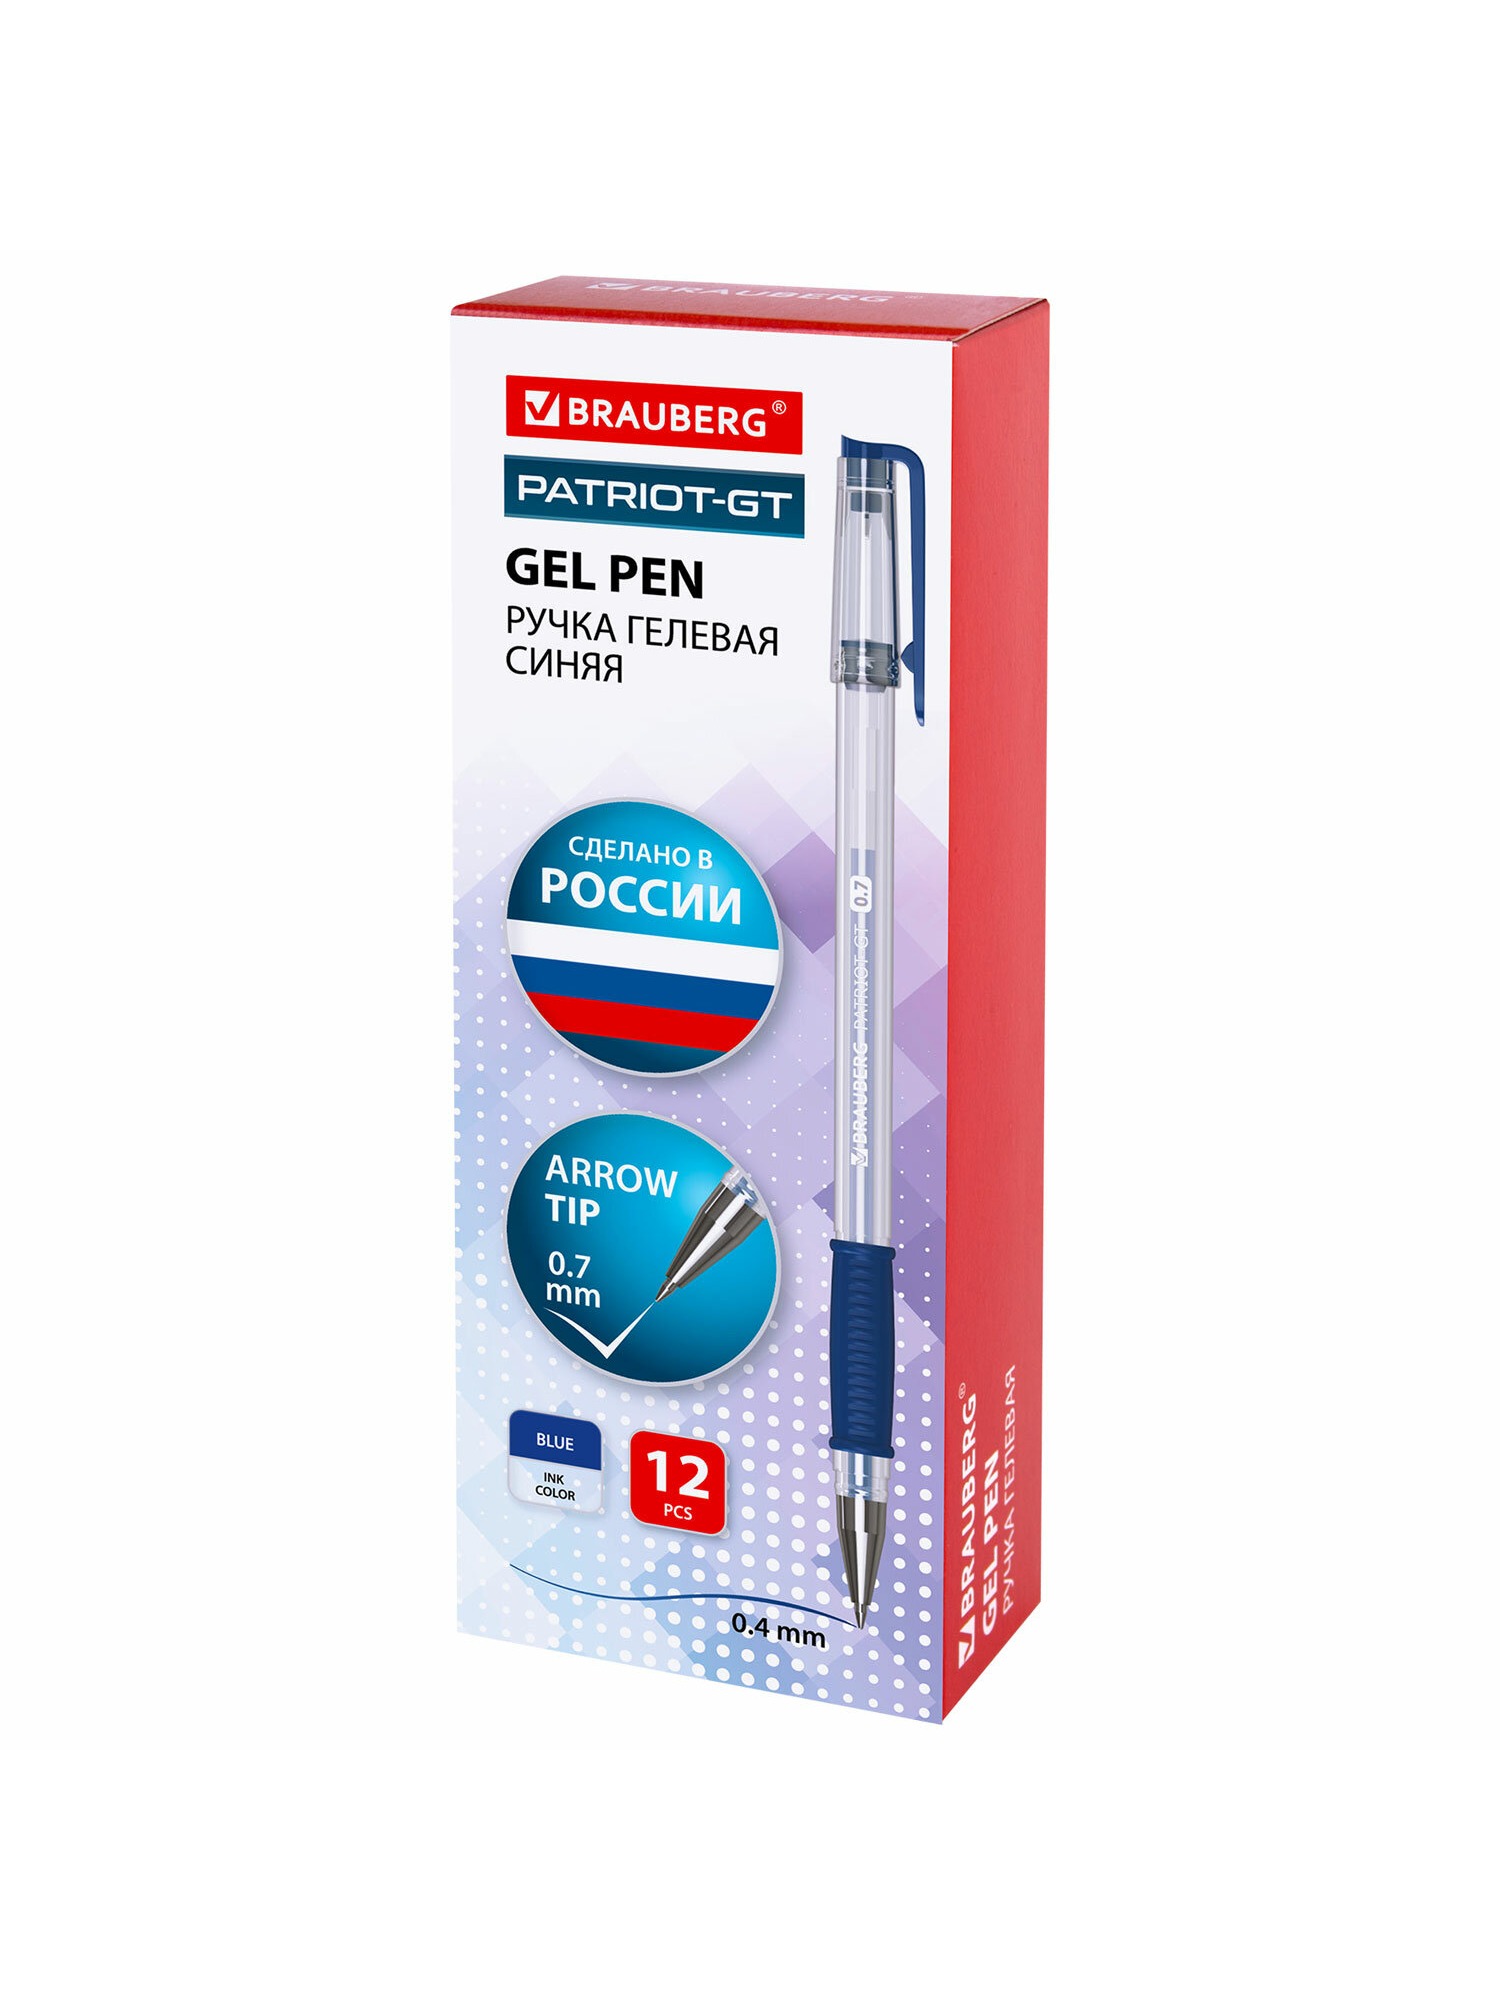 BRAUBERG®
BRAUBERG®
PATRIOT-GT
GEL PEN
РУЧКА ГЕЛЕВАЯ
СИНЯЯ
СДЕЛАНО В
РОССИИ
ARROW
TIP
0.7
mm
BLUE
INK
COLOR
12
PCS
0.4 mm
BRAUBERG PATRIOT-GT 0.7
BRAUBERG®
GEL PEN
РУЧКА ГЕЛЕВАЯ